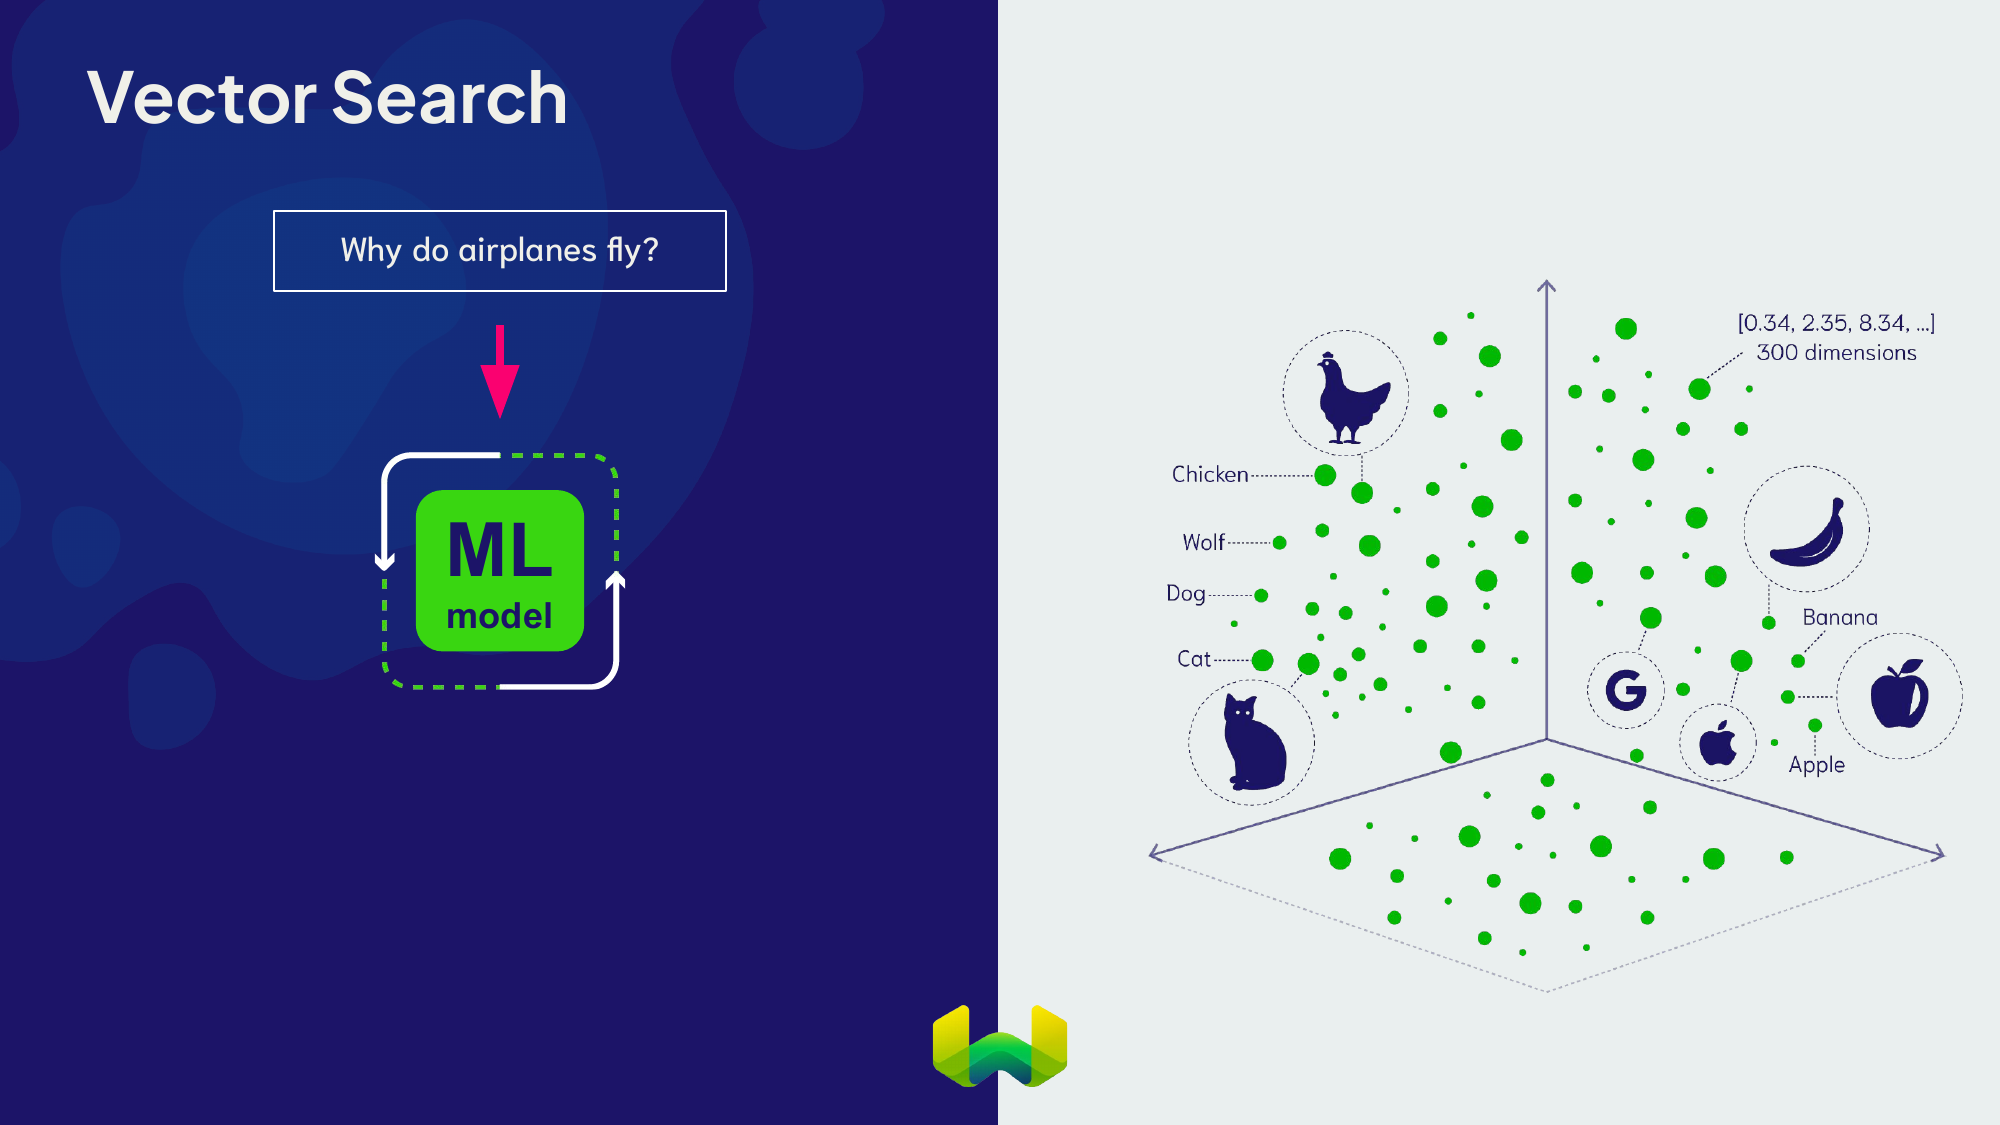 Vector Search
Why do airplanes fly?
ML
model
[0.34, 2.35, 8.34, ...]
300 dimensions
Chicken
Wolf
Dog
Cat
Banana
G
Apple